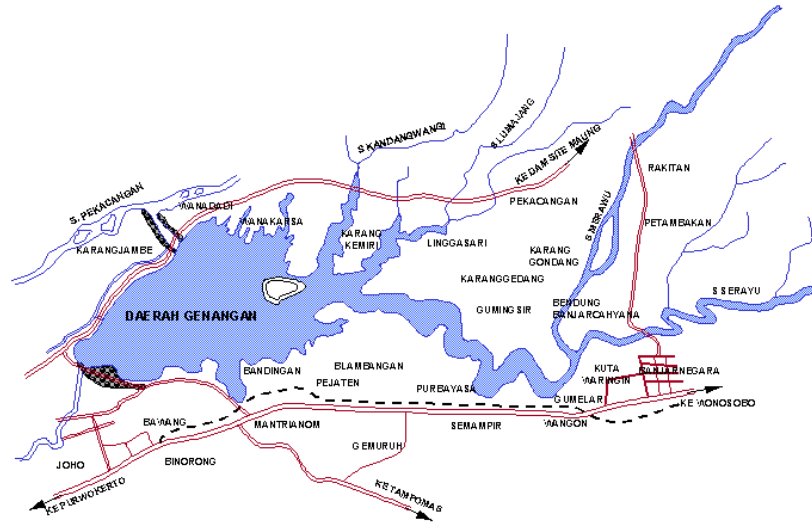 S. LUMAJANG
S KANDANGWANGI
KE DAM SITE MAUNG
RAKITAN
S. PEKACANGAN
WANADADI
PEKACANGAN
WANAKARSA
PETAMBAKAN
S MERAWU
KARANG
KEMIRI
LINGGASARI
KARANGJAMBE
KARANG
GONDANG
KARANGGEDANG
S SERAYU
DAERAH GENANGAN
GUMINGSIR
BENDUNG
BANJARCAHYANA
BLAMBANGAN
BANDINGAN
KUTA
WARINGIN
BANJARNEGARA
PEJATEN
PURBAYASA
GUMELAR
KE WONOSOBO
BAWANG
MANTRIANOM
SEMAMPIR
WANGON
GEMURUH
JOHO
BINORONG
KE PURWOKERTO
KE TAMPOMAS